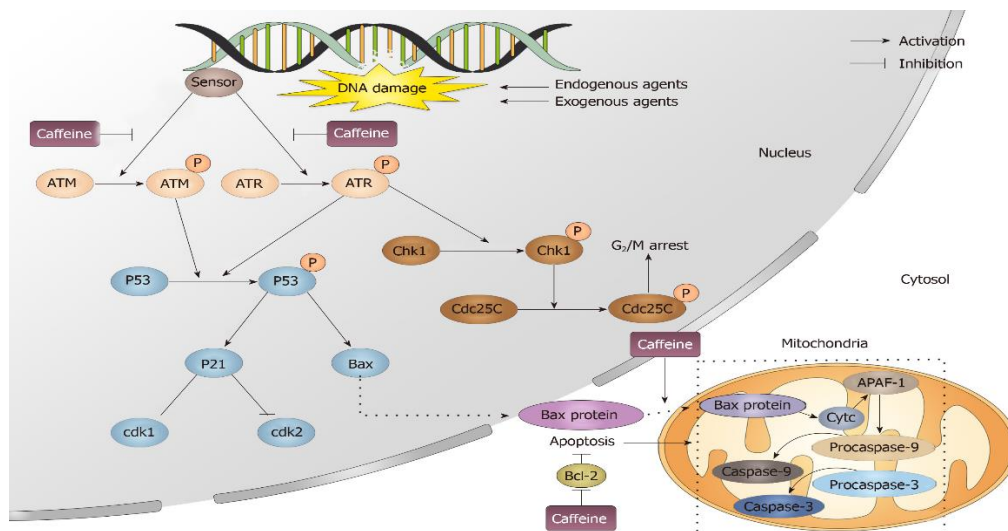 Activation
Inhibition
Sensor
DNA damage
Endogenous agents
Exogenous agents
Caffeine
Caffeine
Nucleus
P
P
ATM
ATM
ATR
ATR
P
Chk1
Chk1
G₂/M arrest
P
P53
P53
Cytosol
P
Cdc25C
Cdc25C
Caffeine
Mitochondria
P21
Bax
APAF-1
Bax protein
Bax protein
Cytc
cdk1
cdk2
Apoptosis
Procaspase-9
Caspase-9
Bcl-2
Procaspase-3
Caspase-3
Caffeine